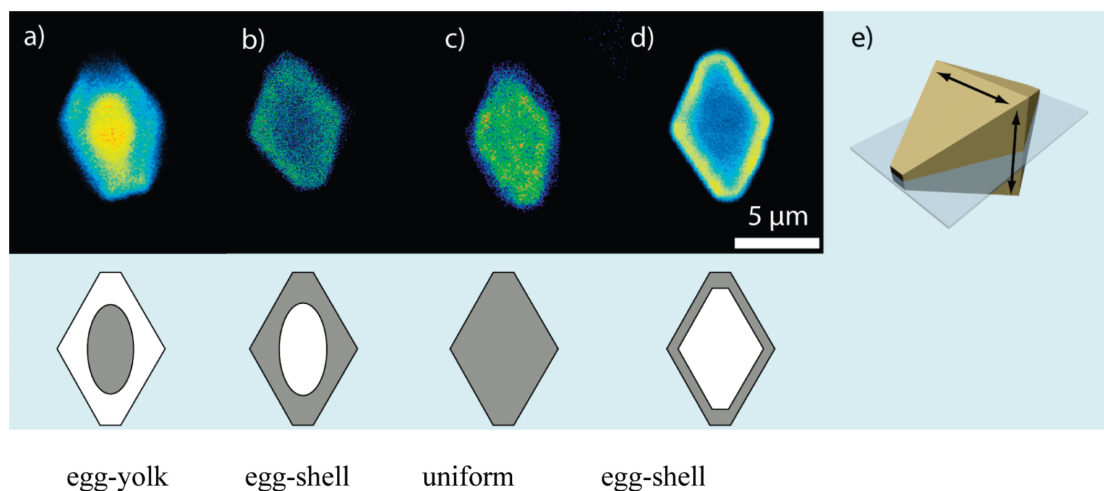 a)
b)
c)
d)
e)
5 μm
egg-yolk
egg-shell
uniform
egg-shell